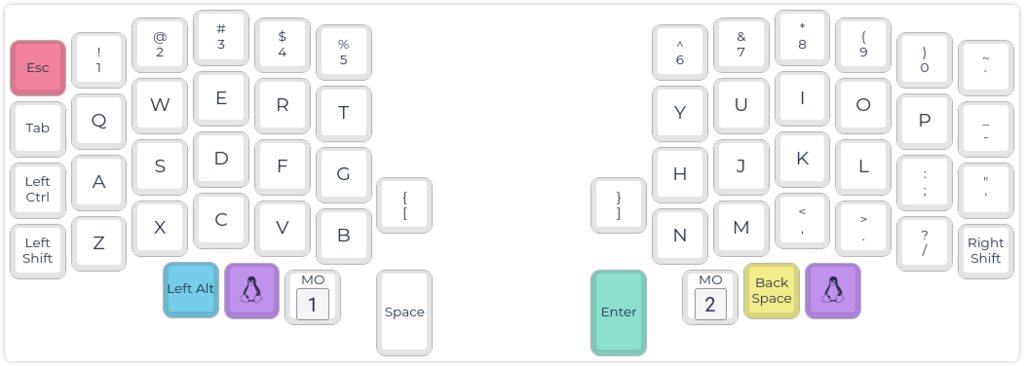 Esc
!
1
@
2
#
3
$
4
%
5
^
6
&
7
*
8
(
9
)
0
~
`
Tab
Q
W
E
R
T
Y
U
I
O
P
_
-
Left
Ctrl
A
S
D
F
G
{
[
}
]
H
J
K
L
:
;
"
'
Left
Shift
Z
X
C
V
B
N
M
<
,
>
.
?
/
Right
Shift
Left Alt
MO
1
Space
Enter
MO
2
Back
Space